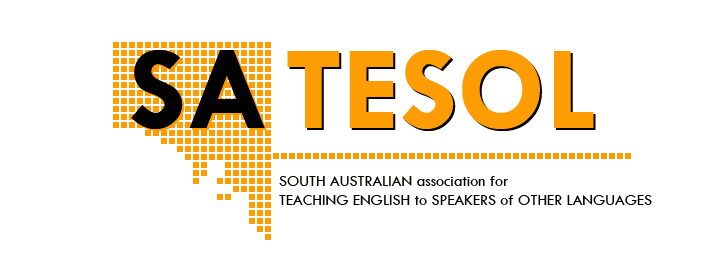 SA TESOL
SOUTH AUSTRALIAN association for
TEACHING ENGLISH to SPEAKERS of OTHER LANGUAGES